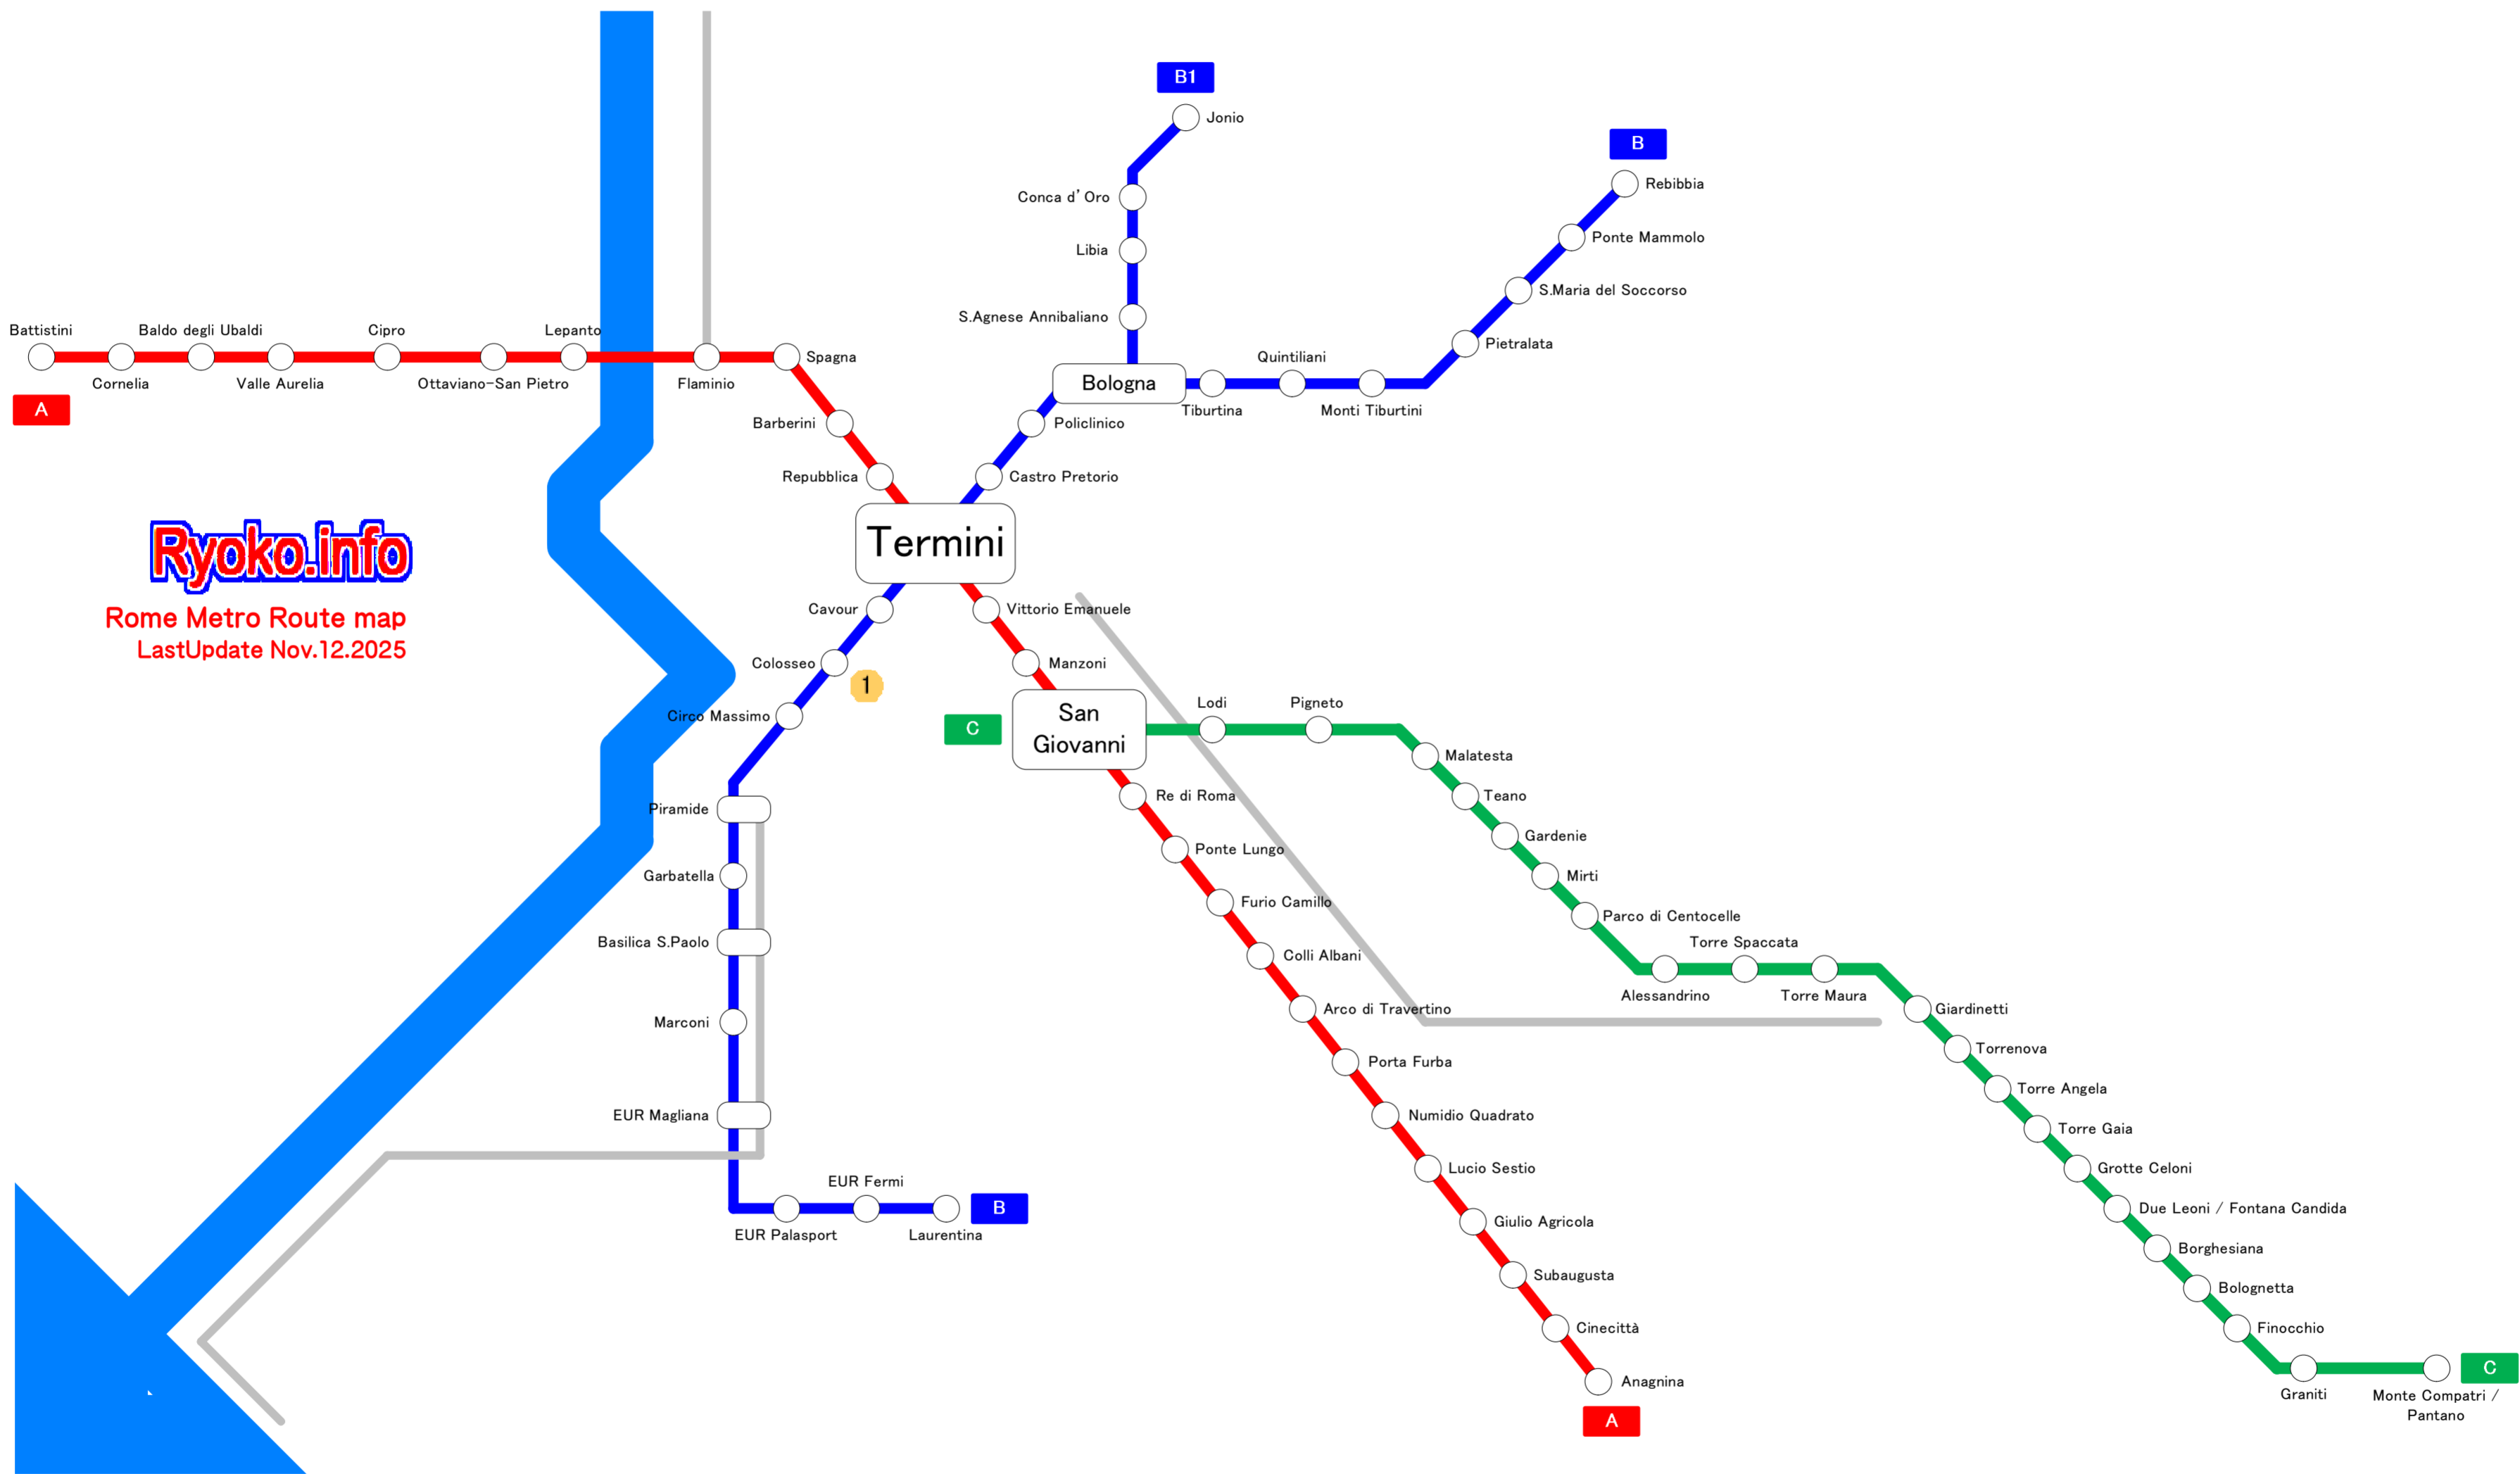 B1
Jonio
B
Rebibbia
Conca d' Oro
Ponte Mammolo
Libia
S.Maria del Soccorso
S.Agnese Annibaliano
Pietralata
Battistini
Baldo degli Ubaldi
Cipro
Lepanto
Spagna
Cornelia
Valle Aurelia
Ottaviano-San Pietro
Flaminio
A
Bologna
Quintiliani
Tiburtina
Monti Tiburtini
Barberini
Policlinico
Repubblica
Castro Pretorio
Termini
Ryoko.info
Rome Metro Route map
LastUpdate Nov.12.2025
Cavour
Vittorio Emanuele
Colosseo
1
Manzoni
Circo Massimo
C
San
Giovanni
Lodi
Pigneto
Malatesta
Piramide
Re di Roma
Teano
Gardenie
Garbatella
Ponte Lungo
Mirti
Furio Camillo
Parco di Centocelle
Basilica S.Paolo
Colli Albani
Torre Spaccata
Alessandrino
Torre Maura
Marconi
Arco di Travertino
Giardinetti
Porta Furba
Torrenova
Torre Angela
EUR Magliana
Numidio Quadrato
Torre Gaia
Lucio Sestio
Grotte Celoni
EUR Fermi
B
EUR Palasport
Laurentina
Giulio Agricola
Due Leoni / Fontana Candida
Borghesiana
Subaugusta
Bolognetta
Cinecittà
Finocchio
Anagnina
A
Graniti
C
Monte Compatri /
Pantano